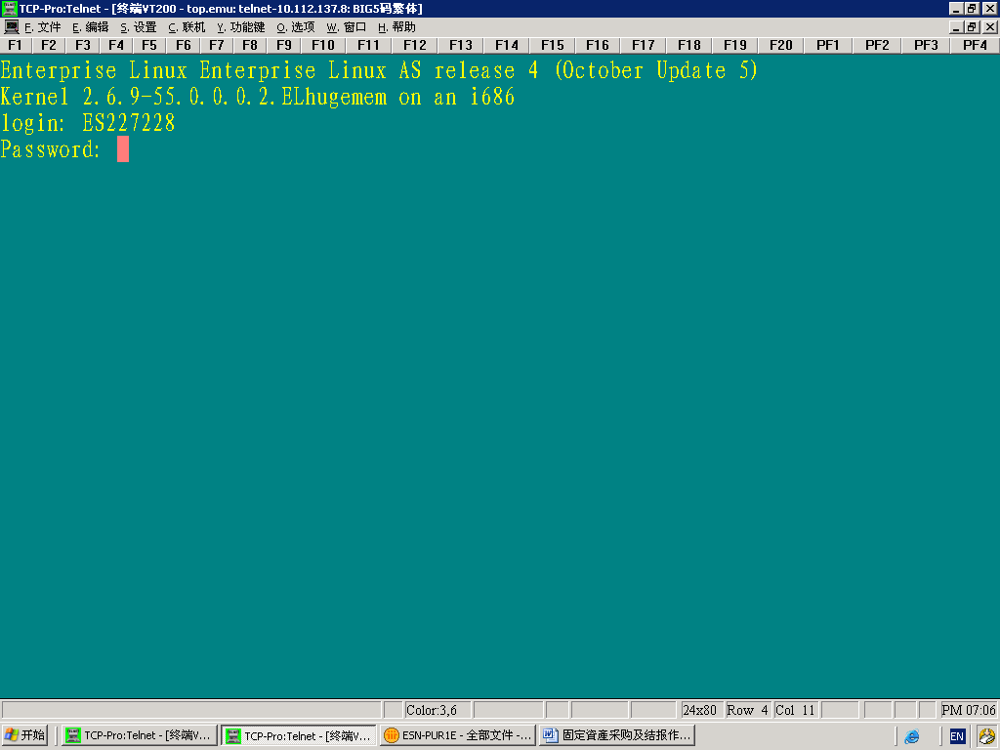 TCP-Pro:Telnet - [终端VT200 - top.emu: telnet-10.112.137.8: BIG5码繁体]
F. 文件 E. 编辑 S. 设置 C. 联机 Y. 功能键 O. 选项 W. 窗口 H. 帮助
F1 F2 F3 F4 F5 F6 F7 F8 F9 F10 F11 F12 F13 F14 F15 F16 F17 F18 F19 F20 PF1 PF2 PF3 PF4
Enterprise Linux Enterprise Linux AS release 4 (October Update 5)
Kernel 2.6.9-55.0.0.0.2.ELhugemem on an i686
login: ES227228
Password:
Color:3,6 24x80 Row 4 Col 11 PM 07:06
开始 TCP-Pro:Telnet - [终端V... TCP-Pro:Telnet - [终端V... ESN-PUR1E - 全部文件 -... 固定資產采购及结报作... EN